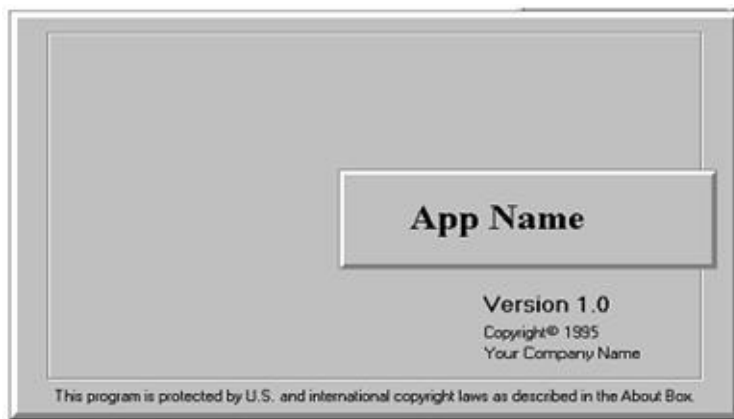 App Name
Version 1.0
Copyright© 1995
Your Company Name
This program is protected by U.S. and international copyright laws as described in the About Box.